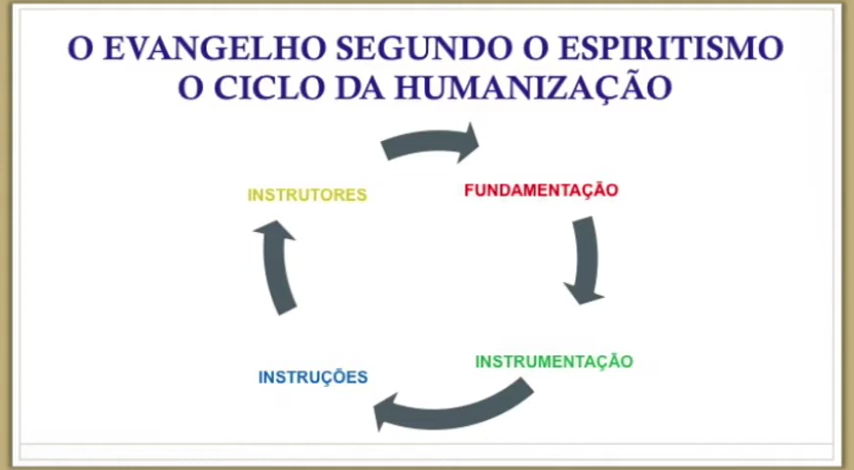 O EVANGELHO SEGUNDO O ESPIRITISMO
O CICLO DA HUMANIZAÇÃO
INSTRUTORES
FUNDAMENTAÇÃO
INSTRUÇÕES
INSTRUMENTAÇÃO